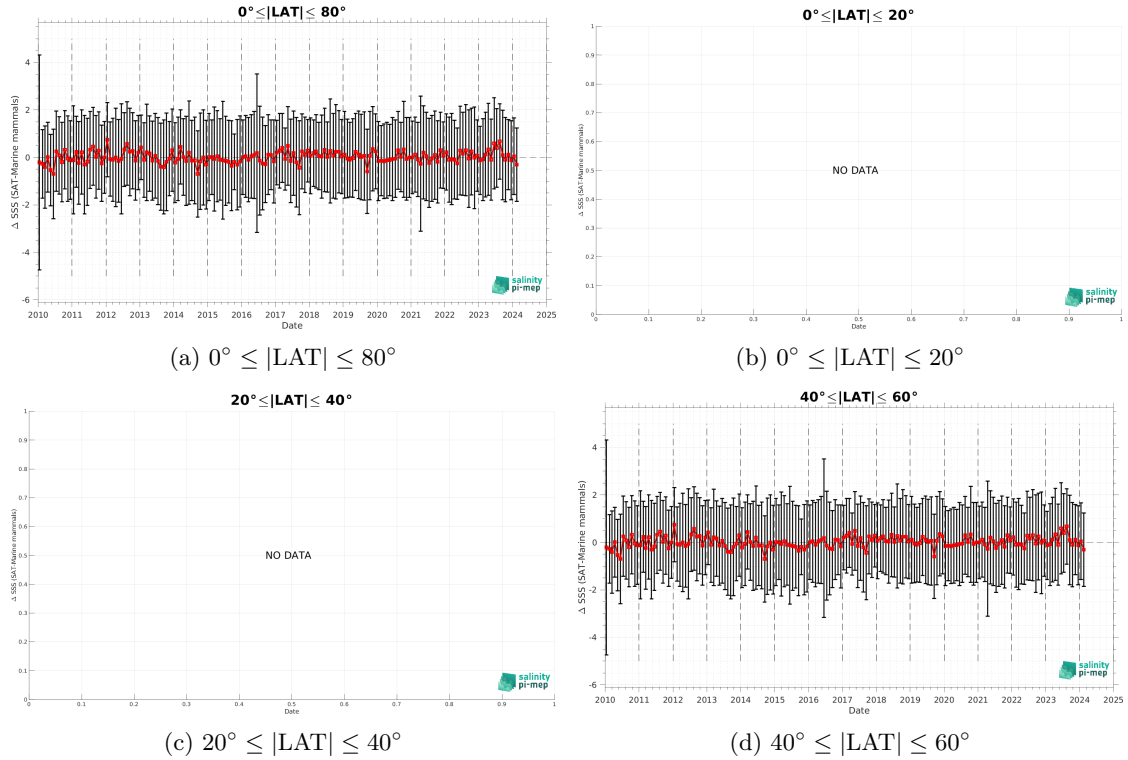 0°≤|LAT|≤ 80°
Δ SSS (SAT-Marine mammals)
4
2
0
-2
-4
-6
2010 2011 2012 2013 2014 2015 2016 2017 2018 2019 2020 2021 2022 2023 2024 2025
Date
salinity
pi-mep
(a) 0° ≤ |LAT| ≤ 80°
0°≤|LAT|≤ 20°
Δ SSS (SAT-Marine mammals)
1
0.9
0.8
0.7
0.6
0.5
0.4
0.3
0.2
0.1
0
NO DATA
0 0.1 0.2 0.3 0.4 0.5 0.6 0.7 0.8 0.9 1
Date
salinity
pi-mep
(b) 0° ≤ |LAT| ≤ 20°
20°≤|LAT|≤ 40°
Δ SSS (SAT-Marine mammals)
1
0.9
0.8
0.7
0.6
0.5
0.4
0.3
0.2
0.1
0
NO DATA
0 0.1 0.2 0.3 0.4 0.5 0.6 0.7 0.8 0.9 1
Date
salinity
pi-mep
(c) 20° ≤ |LAT| ≤ 40°
40°≤|LAT|≤ 60°
Δ SSS (SAT-Marine mammals)
4
2
0
-2
-4
-6
2010 2011 2012 2013 2014 2015 2016 2017 2018 2019 2020 2021 2022 2023 2024 2025
Date
salinity
pi-mep
(d) 40° ≤ |LAT| ≤ 60°